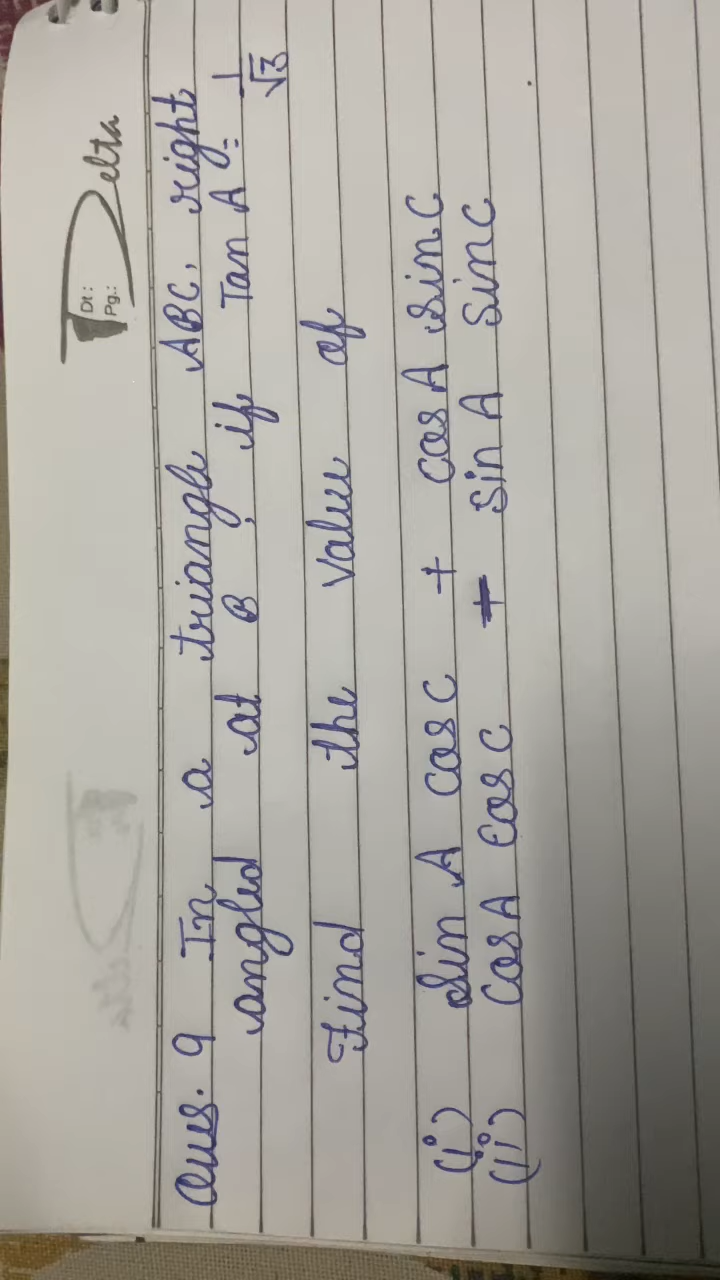 Delta
Dt.:
Pg.:
Ques. 9 In a triangle ABC, right
angled at B, if Tan A = 1/√3
Find the value of
(i) sin A cos C + cos A sin C
(ii) cos A cos C + sin A sin C